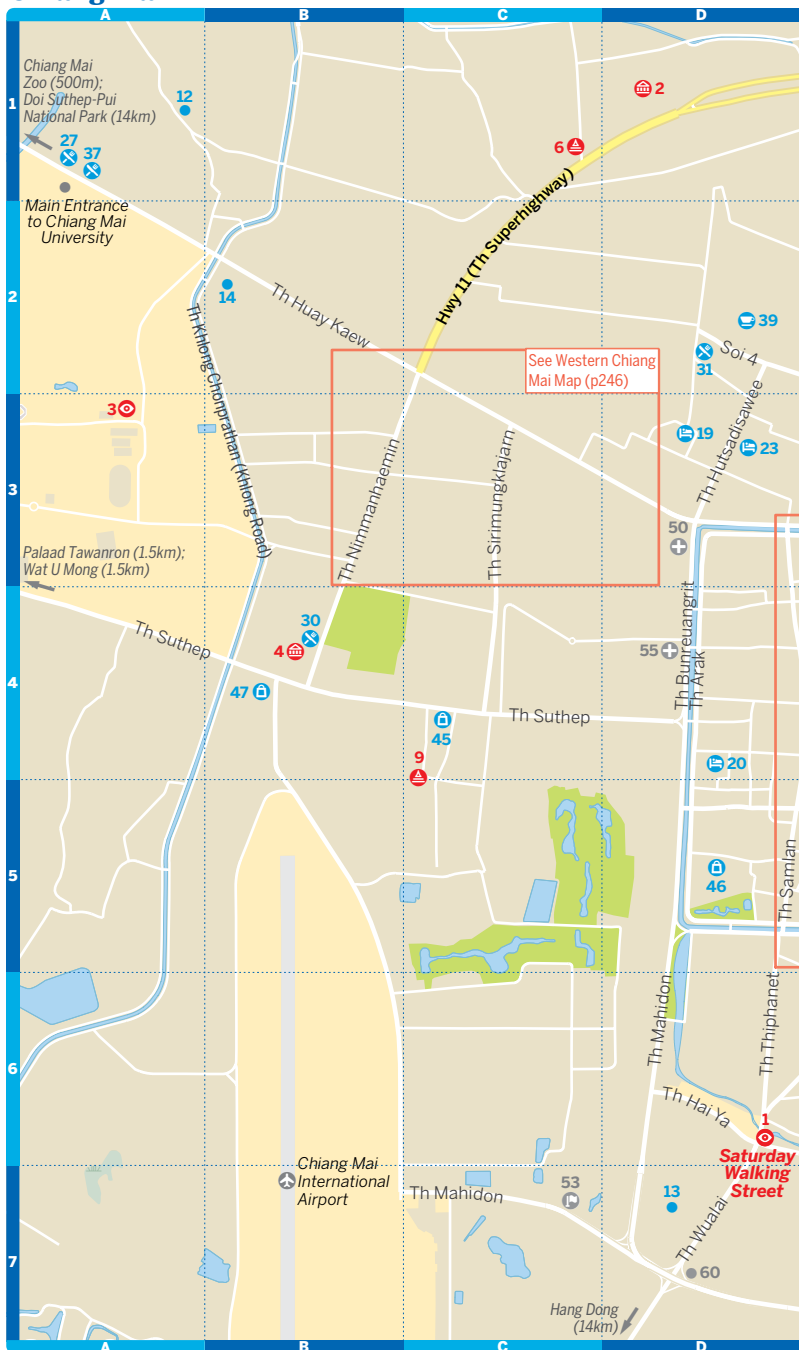 A B C D
1
Chiang Mai
Zoo (500m);
Doi Suthep-Pui
National Park (14km)
12
2
6
27
37
Main Entrance
to Chiang Mai
University
2
14
Th Huay Kaew
Hwy 11 (Th Superhighway)
39
Soi 4
31
See Western Chiang
Mai Map (p246)
Th Khlong Chonprathan (Khlong Road)
3
3
19
23
Th Hutsadisawee
Th Nimmanhaemin
Th Sirimungklajarn
50
Palaad Tawanron (1.5km);
Wat U Mong (1.5km)
4
Th Suthep
30
4
55
Th Bunreuangrit
Th Arak
47
45
Th Suthep
9
20
5
46
Th Samlan
6
Th Mahidon
Th Thiphanet
Th Hai Ya
1
Saturday
Walking
Street
7
Chiang Mai
International
Airport
Th Mahidon
53
13
Th Wualai
60
Hang Dong
(14km)
A B C D